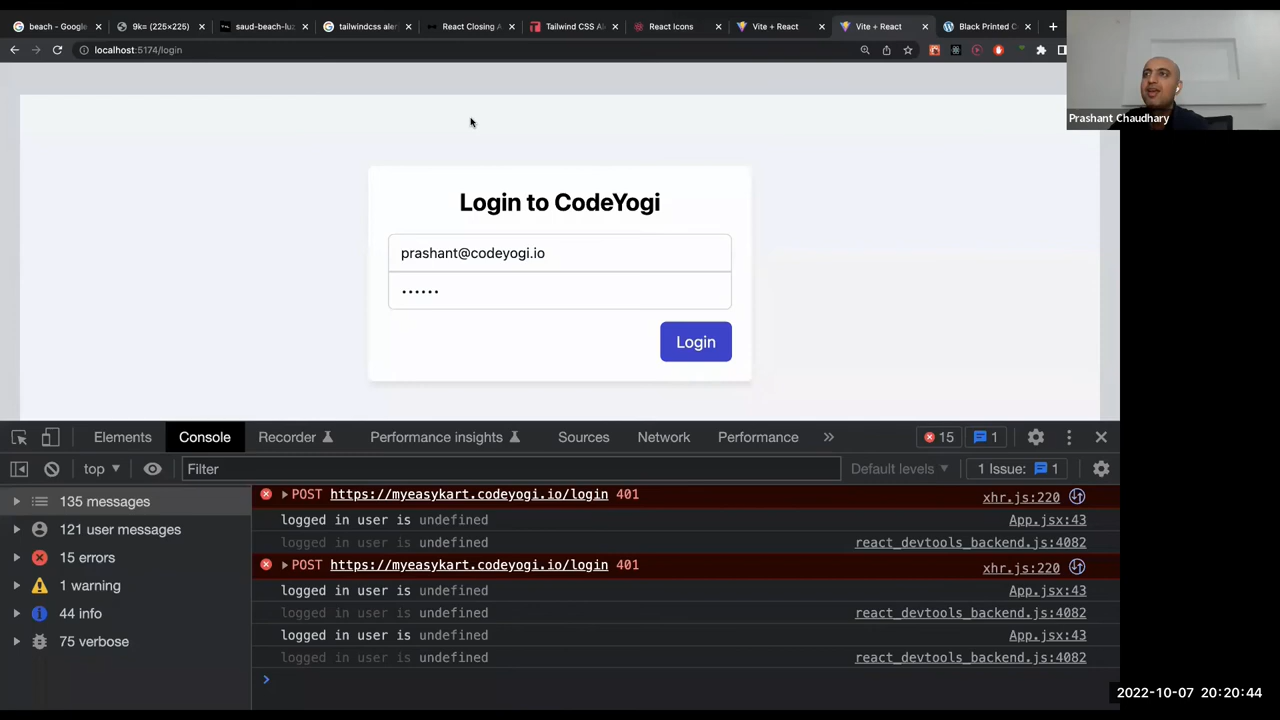 beach - Google
9k= (225×225)
saud-beach-luz
tailwindcss aler
React Closing A
Tailwind CSS Al
React Icons
Vite + React
Vite + React
Black Printed C
localhost:5174/login
Prashant Chaudhary
Login to CodeYogi
prashant@codeyogi.io
••••••
Login
Elements
Console
Recorder
Performance insights
Sources
Network
Performance
»
15
1
top
Filter
Default levels
1 Issue:
1
135 messages
121 user messages
15 errors
1 warning
44 info
75 verbose
POST https://myeasykart.codeyogi.io/login 401 xhr.js:220
logged in user is undefined App.jsx:43
logged in user is undefined react_devtools_backend.js:4082
POST https://myeasykart.codeyogi.io/login 401 xhr.js:220
logged in user is undefined App.jsx:43
logged in user is undefined react_devtools_backend.js:4082
logged in user is undefined App.jsx:43
logged in user is undefined react_devtools_backend.js:4082
2022-10-07 20:20:44